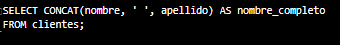 SELECT CONCAT(nombre, ' ', apellido) AS nombre_completo
FROM clientes;